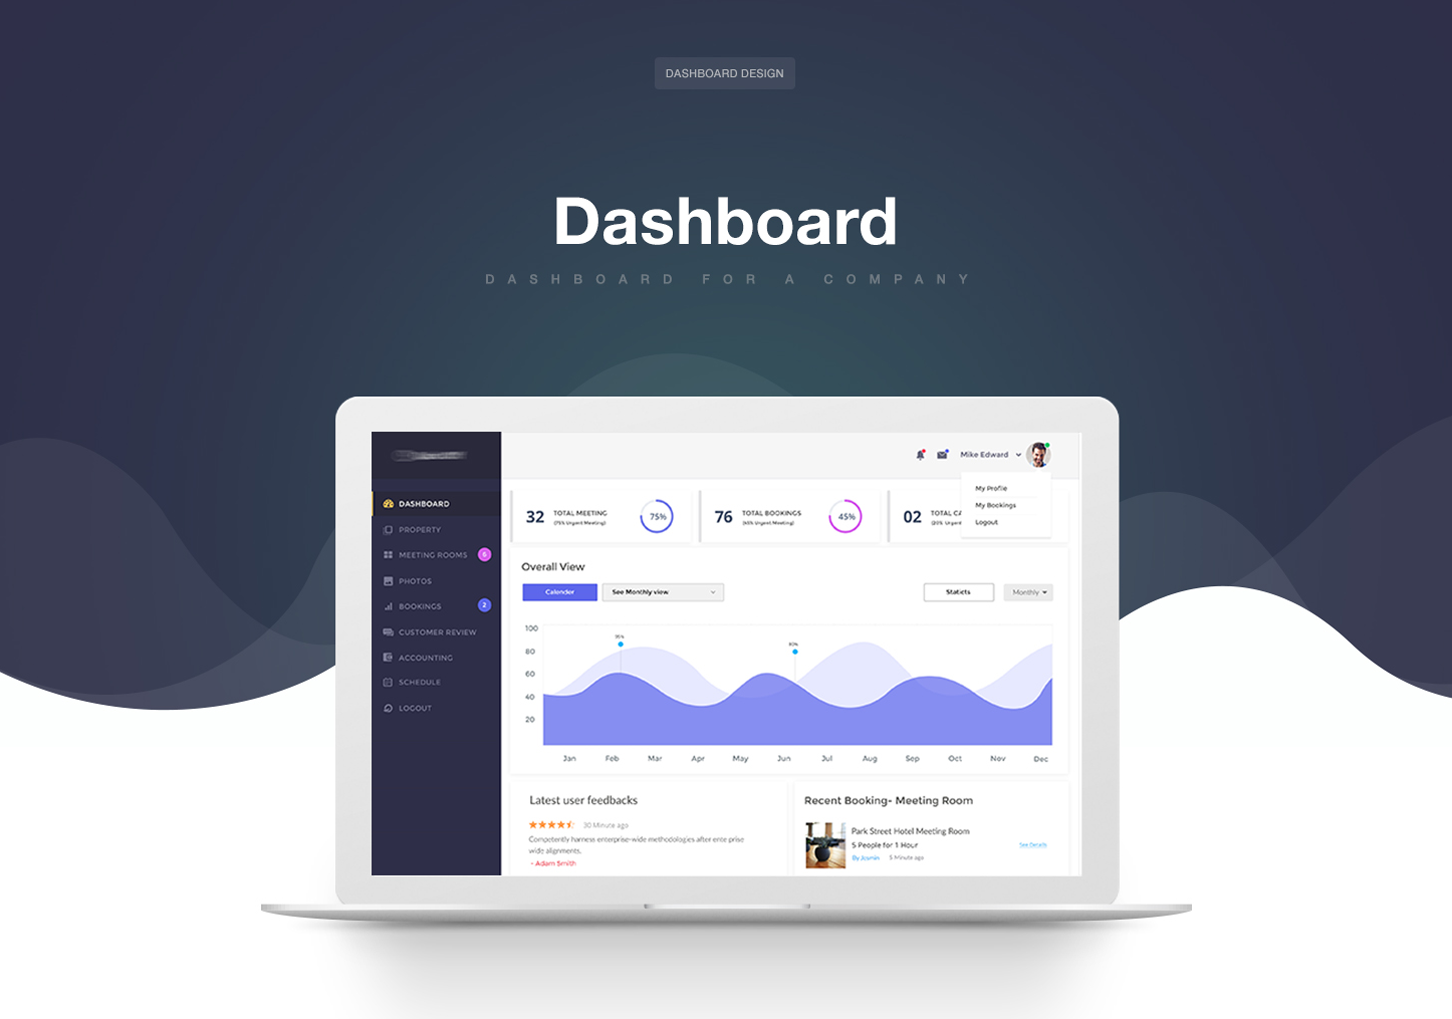 DASHBOARD DESIGN
Dashboard
DASHBOARD FOR A COMPANY
Mike Edward
My Profile
My Bookings
Logout
DASHBOARD
PROPERTY
MEETING ROOMS 6
PHOTOS
BOOKINGS 2
CUSTOMER REVIEW
ACCOUNTING
SCHEDULE
LOGOUT
32 TOTAL MEETING 75%
(75% Urgent Meeting)
76 TOTAL BOOKINGS 45%
(45% Urgent Meeting)
02 TOTAL CA
(20% Urgent
Overall View
Calender See Monthly view Staticts Monthly
100
80
60
40
20
95%
80%
Jan Feb Mar Apr May Jun Jul Aug Sep Oct Nov Dec
Latest user feedbacks
30 Minute ago
Competently harness enterprise-wide methodologies after ente prise
wide alignments.
- Adam Smith
Recent Booking- Meeting Room
Park Street Hotel Meeting Room
5 People for 1 Hour See Details
By Jasmin 5 Minute ago